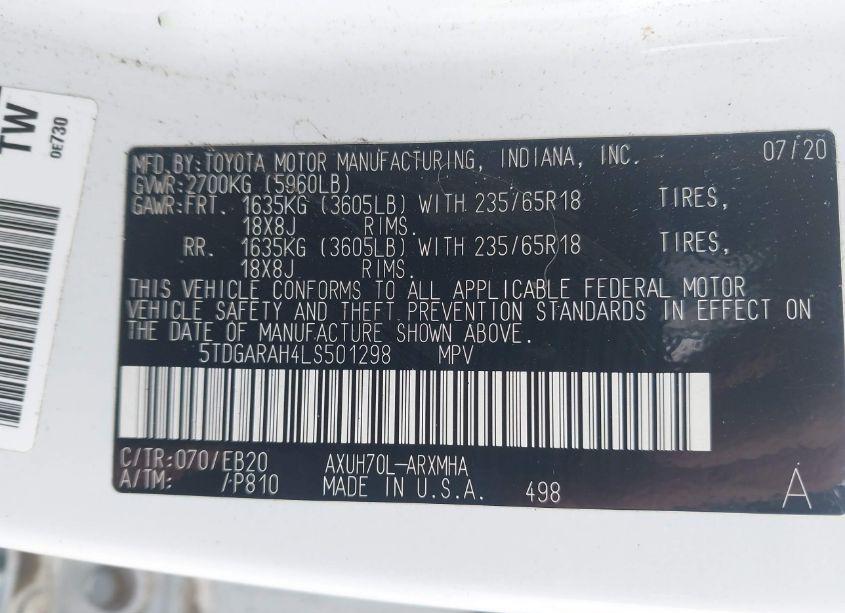 TW
0E730
MFD.BY:TOYOTA MOTOR MANUFACTURING, INDIANA, INC. 07/20
GVWR:2700KG (5960LB)
GAWR:FRT. 1635KG (3605LB) WITH 235/65R18 TIRES,
18X8J RIMS.
RR. 1635KG (3605LB) WITH 235/65R18 TIRES,
18X8J RIMS.
THIS VEHICLE CONFORMS TO ALL APPLICABLE FEDERAL MOTOR
VEHICLE SAFETY AND THEFT PREVENTION STANDARDS IN EFFECT ON
THE DATE OF MANUFACTURE SHOWN ABOVE.
5TDGARAH4LS501298 MPV
C/TR:070/EB20 AXUH70L-ARXMHA
A/TM: /-P810 MADE IN U.S.A. 498 A